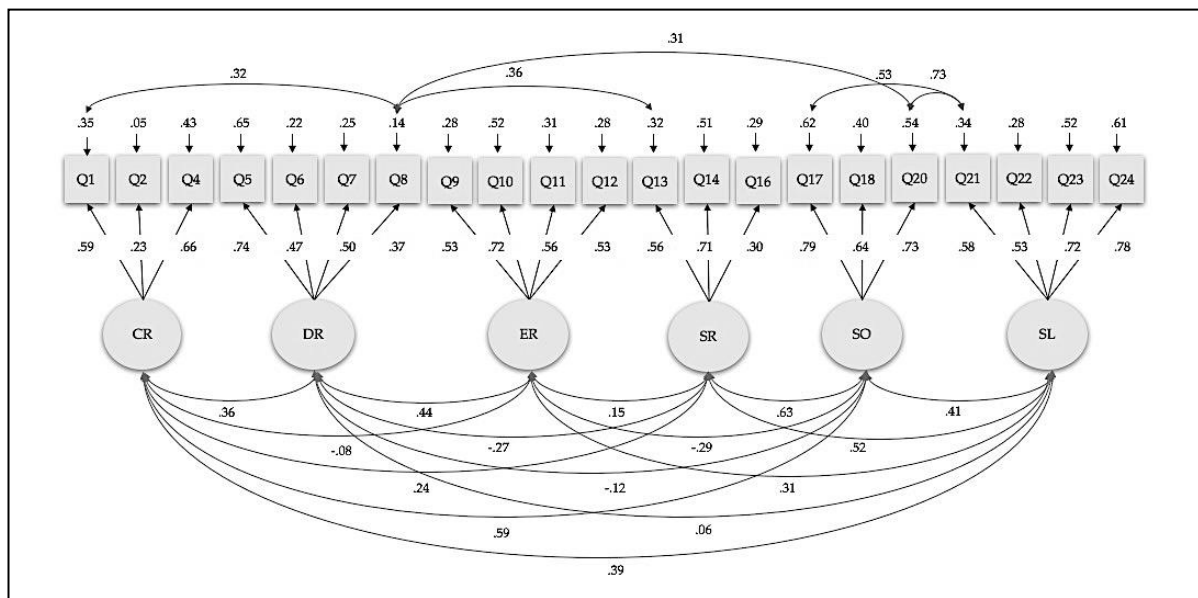 .31
.32 .36 .53 .73
.35 .05 .43 .65 .22 .25 .14 .28 .52 .31 .28 .32 .51 .29 .62 .40 .54 .34 .28 .52 .61
Q1 Q2 Q4 Q5 Q6 Q7 Q8 Q9 Q10 Q11 Q12 Q13 Q14 Q16 Q17 Q18 Q20 Q21 Q22 Q23 Q24
.59 .23 .66 .74 .47 .50 .37 .53 .72 .56 .53 .56 .71 .30 .79 .64 .73 .58 .53 .72 .78
CR DR ER SR SO SL
.36 .44 .15 .63 .41
-.08 -.27 -.29 .52
.24 -.12 .31
.59 .06
.39